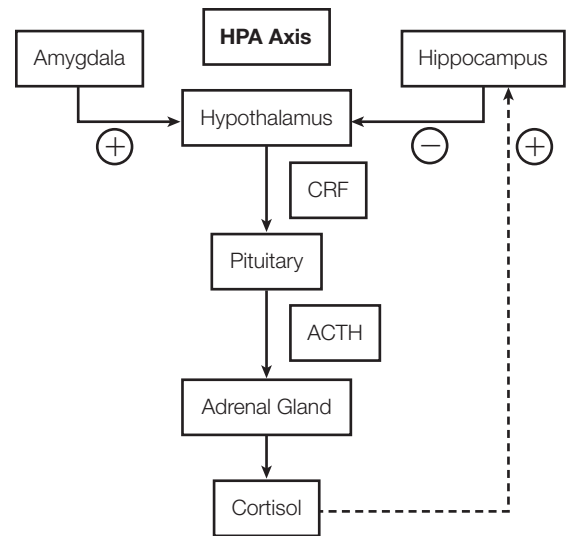 HPA Axis
Amygdala
Hippocampus
Hypothalamus
+
−
+
CRF
Pituitary
ACTH
Adrenal Gland
Cortisol